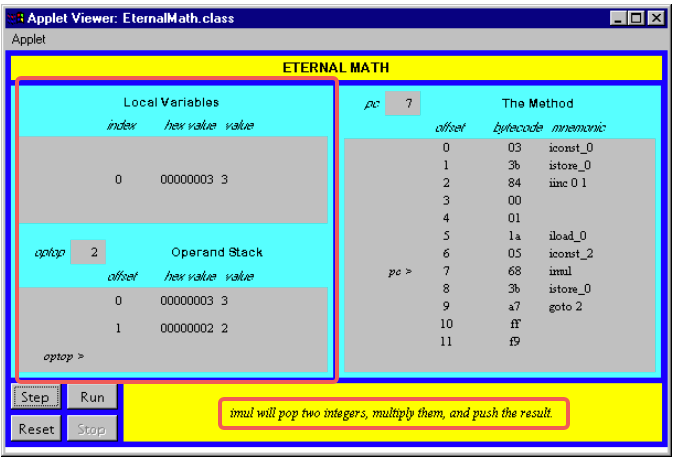 Applet Viewer: EternalMath.class
Applet
ETERNAL MATH
Local Variables
index hex value value
0 00000003 3
optop 2 Operand Stack
offset hex value value
0 00000003 3
1 00000002 2
optop >
pc 7 The Method
offset bytecode mnemonic
0 03 iconst_0
1 3b istore_0
2 84 iinc 0 1
3 00
4 01
5 1a iload_0
6 05 iconst_2
pc > 7 68 imul
8 3b istore_0
9 a7 goto 2
10 ff
11 f9
Step Run
Reset Stop
imul will pop two integers, multiply them, and push the result.